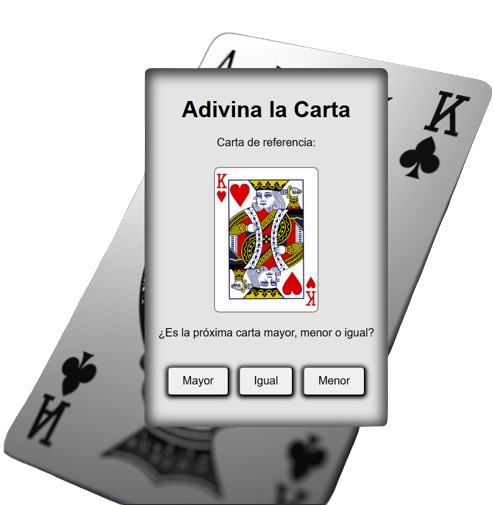 K
Adivina la Carta
Carta de referencia:
K
K
¿Es la próxima carta mayor, menor o igual?
Mayor
Igual
Menor